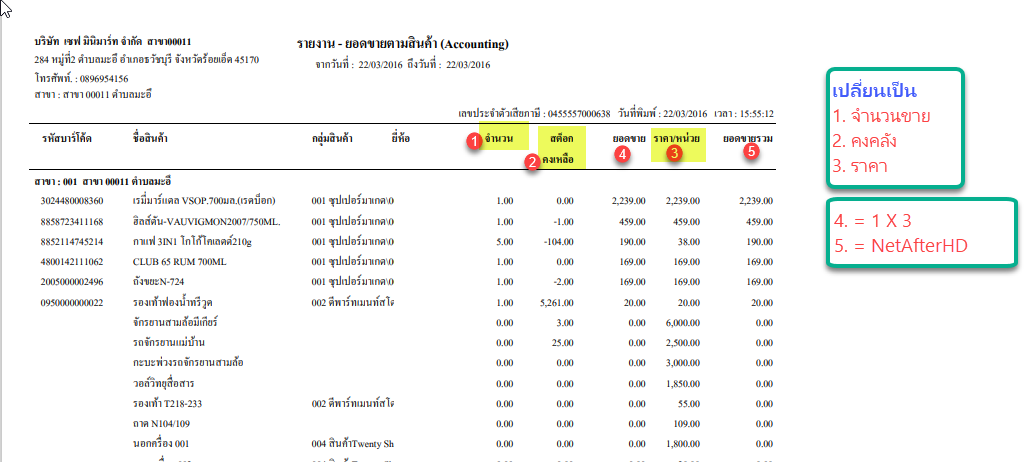 บริษัท เซฟ มินิมาร์ท จำกัด สาขา00011
รายงาน - ยอดขายตามสินค้า (Accounting)
284 หมู่ที่2 ตำบลมะอึ อำเภอธวัชบุรี จังหวัดร้อยเอ็ด 45170
จากวันที่ : 22/03/2016 ถึงวันที่ : 22/03/2016
โทรศัพท์. : 0896954156
สาขา : สาขา 00011 ตำบลมะอึ
เลขประจำตัวเสียภาษี : 0455557000638 วันที่พิมพ์ : 22/03/2016 เวลา : 15:55:12
รหัสบาร์โค้ด ชื่อสินค้า กลุ่มสินค้า ยี่ห้อ 1 จำนวน สต๊อก ยอดขาย ราคา/หน่วย ยอดขายรวม
2 คงเหลือ 4 3 5
สาขา : 001 สาขา 00011 ตำบลมะอึ
3024480008360 เรมี่มาร์แตล VSOP.700มล.(เรดบ็อก) 001 ซุปเปอร์มาเกต\0 1.00 0.00 2,239.00 2,239.00 2,239.00
8858723411168 ฮิลส์ดัน-VAUVIGMON2007/750ML. 001 ซุปเปอร์มาเกต\0 1.00 -1.00 459.00 459.00 459.00
8852114745214 กาแฟ 3IN1 โกโก้โคเลดต์210g 001 ซุปเปอร์มาเกต\0 5.00 -104.00 190.00 38.00 190.00
4800142111062 CLUB 65 RUM 700ML 001 ซุปเปอร์มาเกต\0 1.00 0.00 169.00 169.00 169.00
2005000002496 ถังขยะN-724 001 ซุปเปอร์มาเกต\0 1.00 -2.00 169.00 169.00 169.00
0950000000022 รองเท้าฟองน้ำทรีวูด 002 ดีพาร์ทเมนท์สโต 1.00 5,261.00 20.00 20.00 20.00
จักรยานสามล้อมีเกียร์ 0.00 3.00 0.00 6,000.00 0.00
รถจักรยานแม่บ้าน 0.00 25.00 0.00 2,500.00 0.00
กะบะพ่วงรถจักรยานสามล้อ 0.00 0.00 0.00 3,000.00 0.00
วอล์วิทยุสื่อสาร 0.00 0.00 0.00 1,850.00 0.00
รองเท้า T218-233 002 ดีพาร์ทเมนท์สโต 0.00 0.00 0.00 55.00 0.00
ถาด N104/109 0.00 0.00 0.00 109.00 0.00
นอกครื่อง 001 004 สินค้าTwenty Sh 0.00 0.00 0.00 1,800.00 0.00
เปลี่ยนเป็น
1. จำนวนขาย
2. คงคลัง
3. ราคา
4. = 1 X 3
5. = NetAfterHD